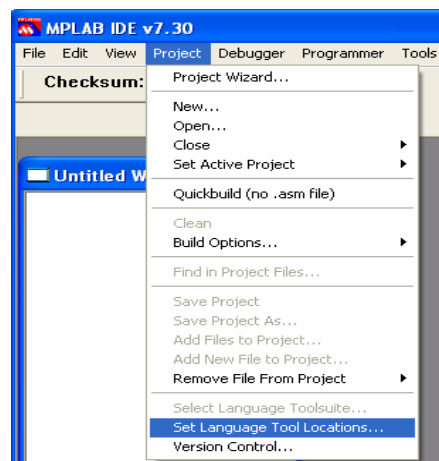 MPLAB IDE v7.30
File Edit View Project Debugger Programmer Tools
Checksum:
Project Wizard...
New...
Open...
Close
Set Active Project
Untitled W
Quickbuild (no .asm file)
Clean
Build Options...
Find in Project Files...
Save Project
Save Project As...
Add Files to Project...
Add New File to Project...
Remove File From Project
Select Language Toolsuite...
Set Language Tool Locations...
Version Control...